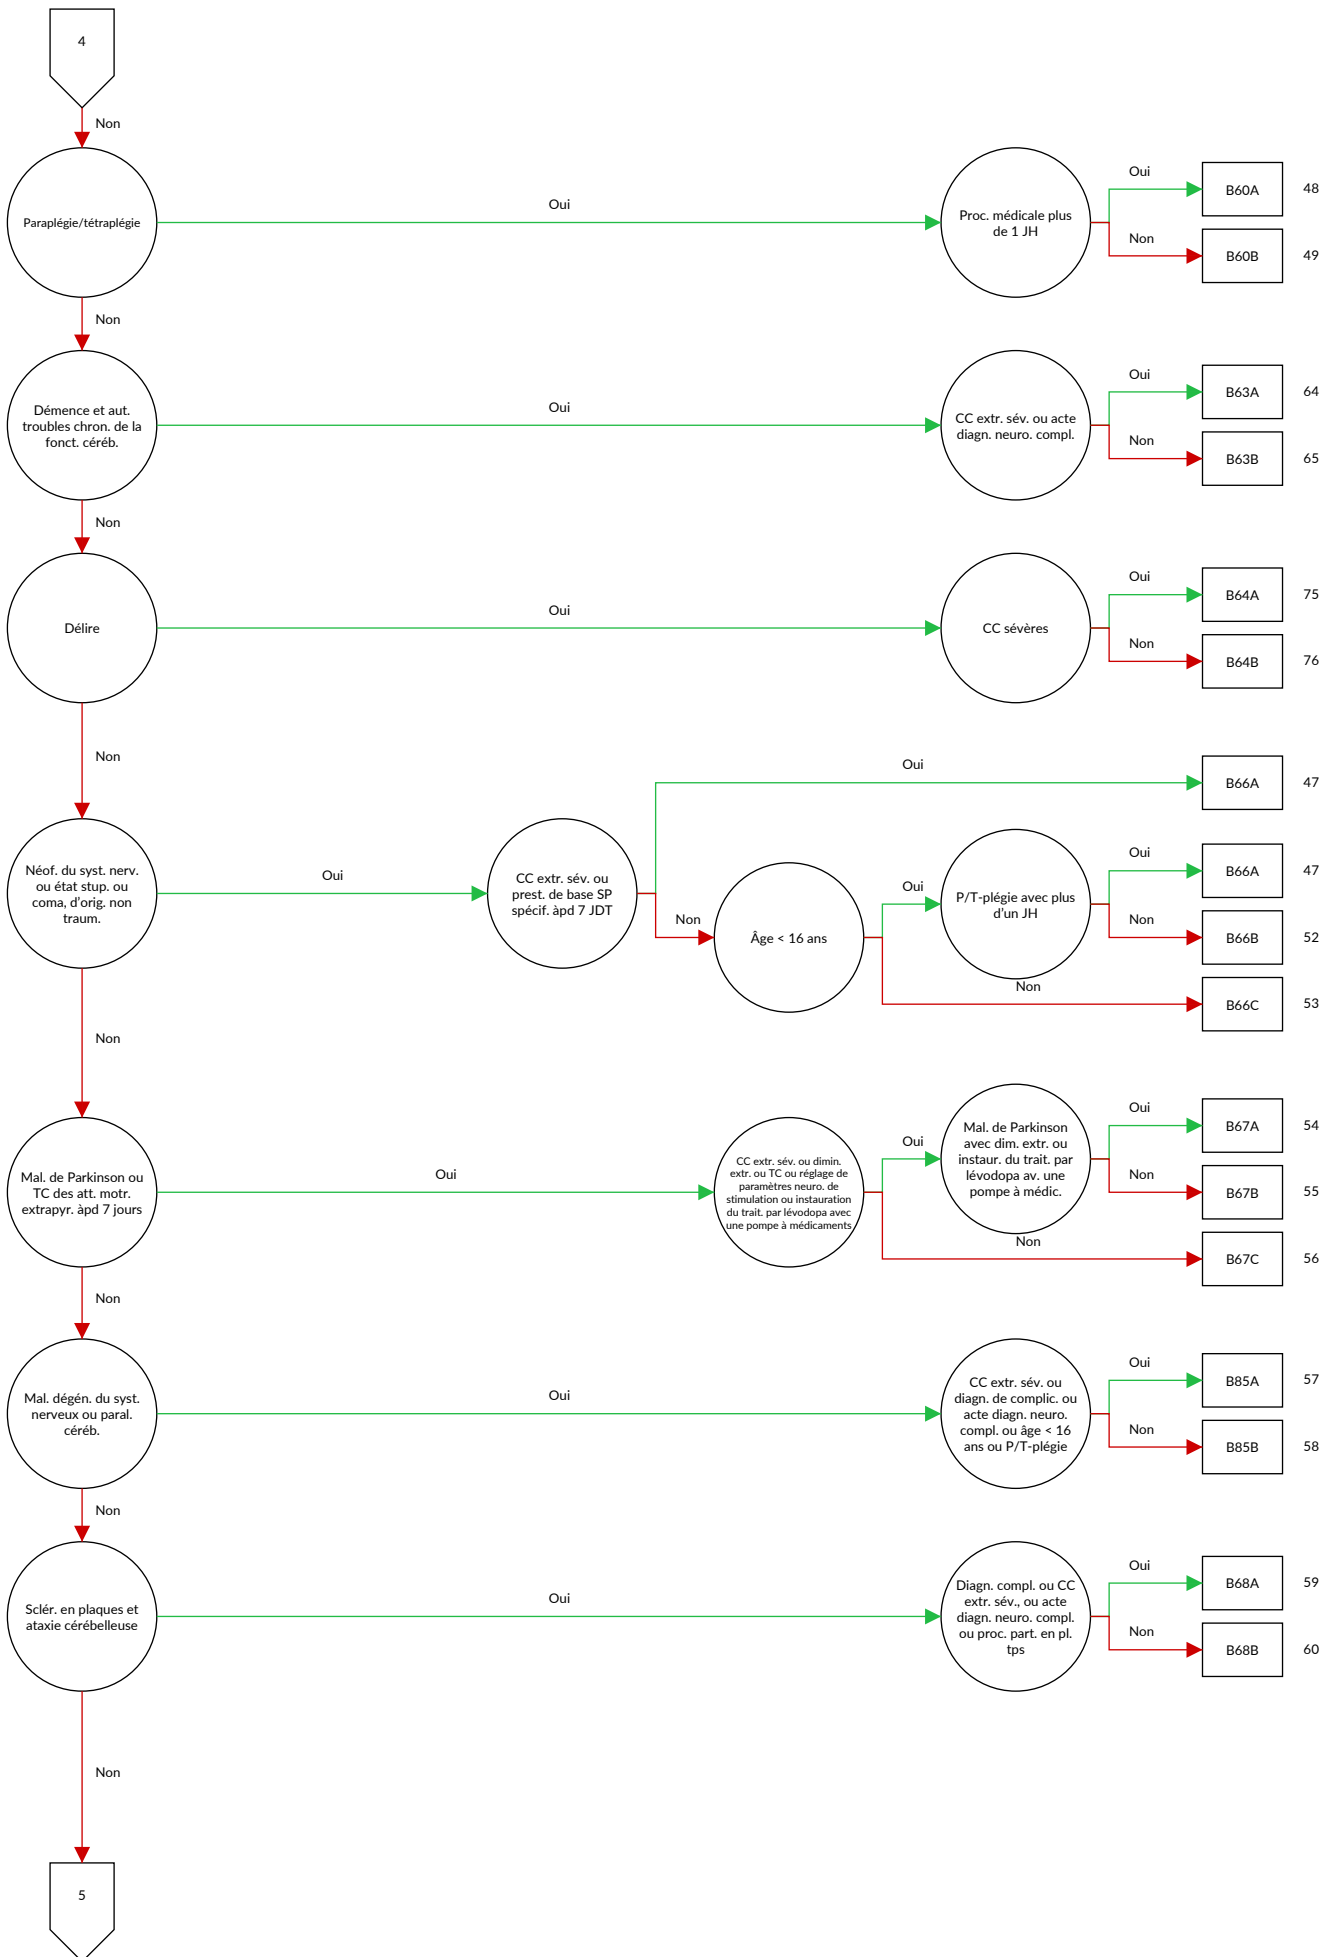 4
Non
Paraplégie/tétraplégie
Oui
Proc. médicale plus
de 1 JH
Oui
B60A
48
Non
B60B
49
Non
Démence et aut.
troubles chron. de la
fonct. céréb.
Oui
CC extr. sév. ou acte
diagn. neuro. compl.
Oui
B63A
64
Non
B63B
65
Non
Délire
Oui
CC sévères
Oui
B64A
75
Non
B64B
76
Non
Néof. du syst. nerv.
ou état stup. ou
coma, d'orig. non
traum.
Oui
CC extr. sév. ou
prest. de base SP
spécif. àpd 7 JDT
Oui
B66A
47
Non
Âge < 16 ans
Oui
P/T-plégie avec plus
d'un JH
Oui
B66A
47
Non
B66B
52
Non
B66C
53
Non
Mal. de Parkinson ou
TC des att. motr.
extrapyr. àpd 7 jours
Oui
CC extr. sév. ou dimin.
extr. ou TC ou réglage de
paramètres neuro. de
stimulation ou instauration
du trait. par lévodopa avec
une pompe à médicaments
Oui
Mal. de Parkinson
avec dim. extr. ou
instaur. du trait. par
lévodopa av. une
pompe à médic.
Oui
B67A
54
Non
B67B
55
Non
B67C
56
Non
Mal. dégén. du syst.
nerveux ou paral.
céréb.
Oui
CC extr. sév. ou
diagn. de complic. ou
acte diagn. neuro.
compl. ou âge < 16
ans ou P/T-plégie
Oui
B85A
57
Non
B85B
58
Non
Sclér. en plaques et
ataxie cérébelleuse
Oui
Diagn. compl. ou CC
extr. sév., ou acte
diagn. neuro. compl.
ou proc. part. en pl.
tps
Oui
B68A
59
Non
B68B
60
Non
5